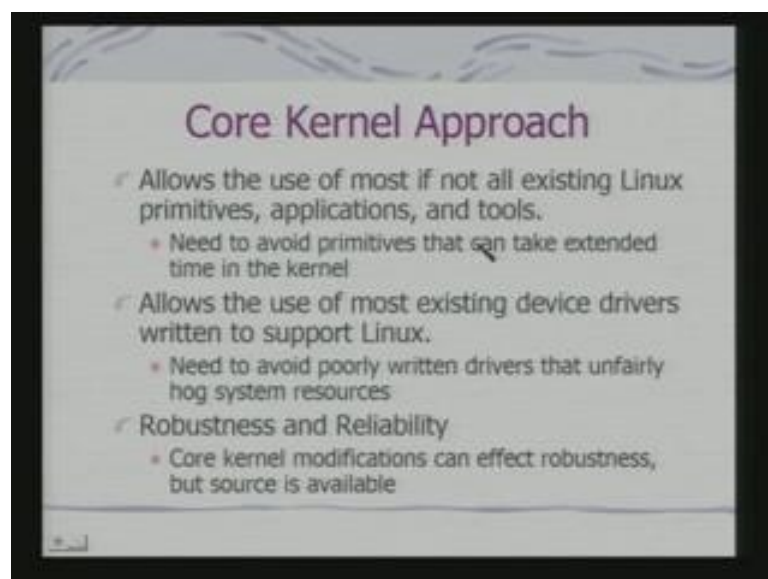 Core Kernel Approach
Allows the use of most if not all existing Linux
primitives, applications, and tools.
Need to avoid primitives that can take extended
time in the kernel
Allows the use of most existing device drivers
written to support Linux.
Need to avoid poorly written drivers that unfairly
hog system resources
Robustness and Reliability
Core kernel modifications can effect robustness,
but source is available